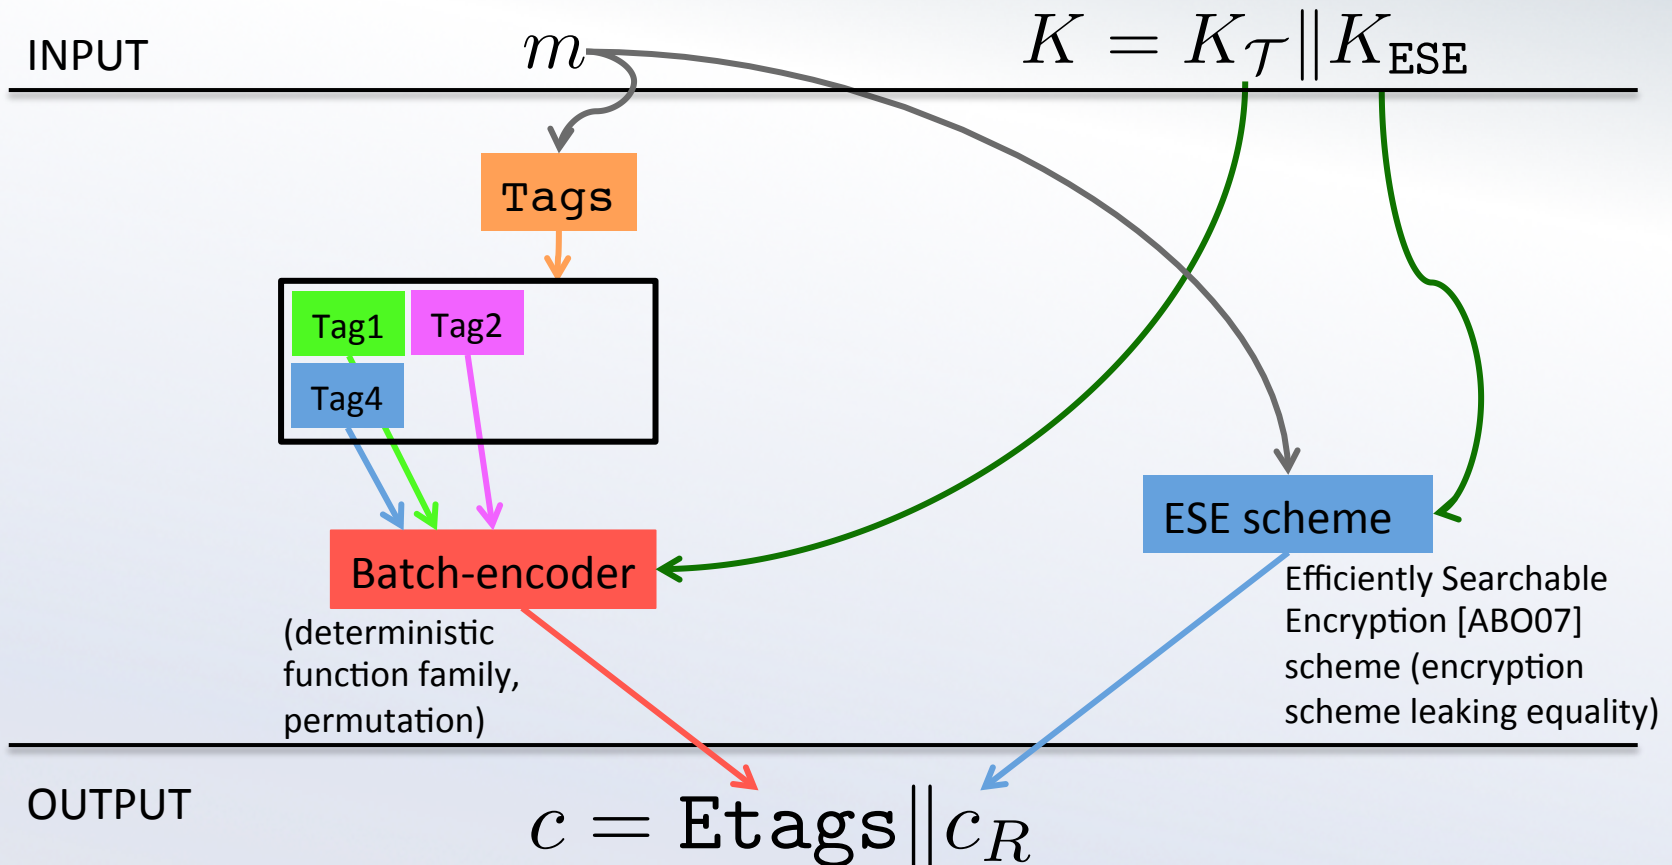 INPUT
m
K = K_𝒯‖K_ESE
Tags
Tag1
Tag2
Tag4
Batch-encoder
(deterministic
function family,
permutation)
ESE scheme
Efficiently Searchable
Encryption [ABO07]
scheme (encryption
scheme leaking equality)
OUTPUT
c = Etags‖c_R